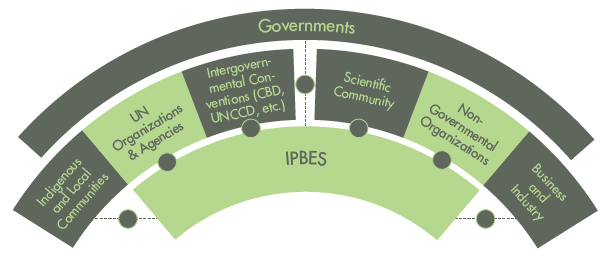 Governments
Indigenous
and Local
Communities
UN
Organizations
& Agencies
Intergovern-
mental Con-
ventions (CBD,
UNCCD, etc.)
Scientific
Community
Non-
Governmental
Organizations
Business
and
Industry
IPBES